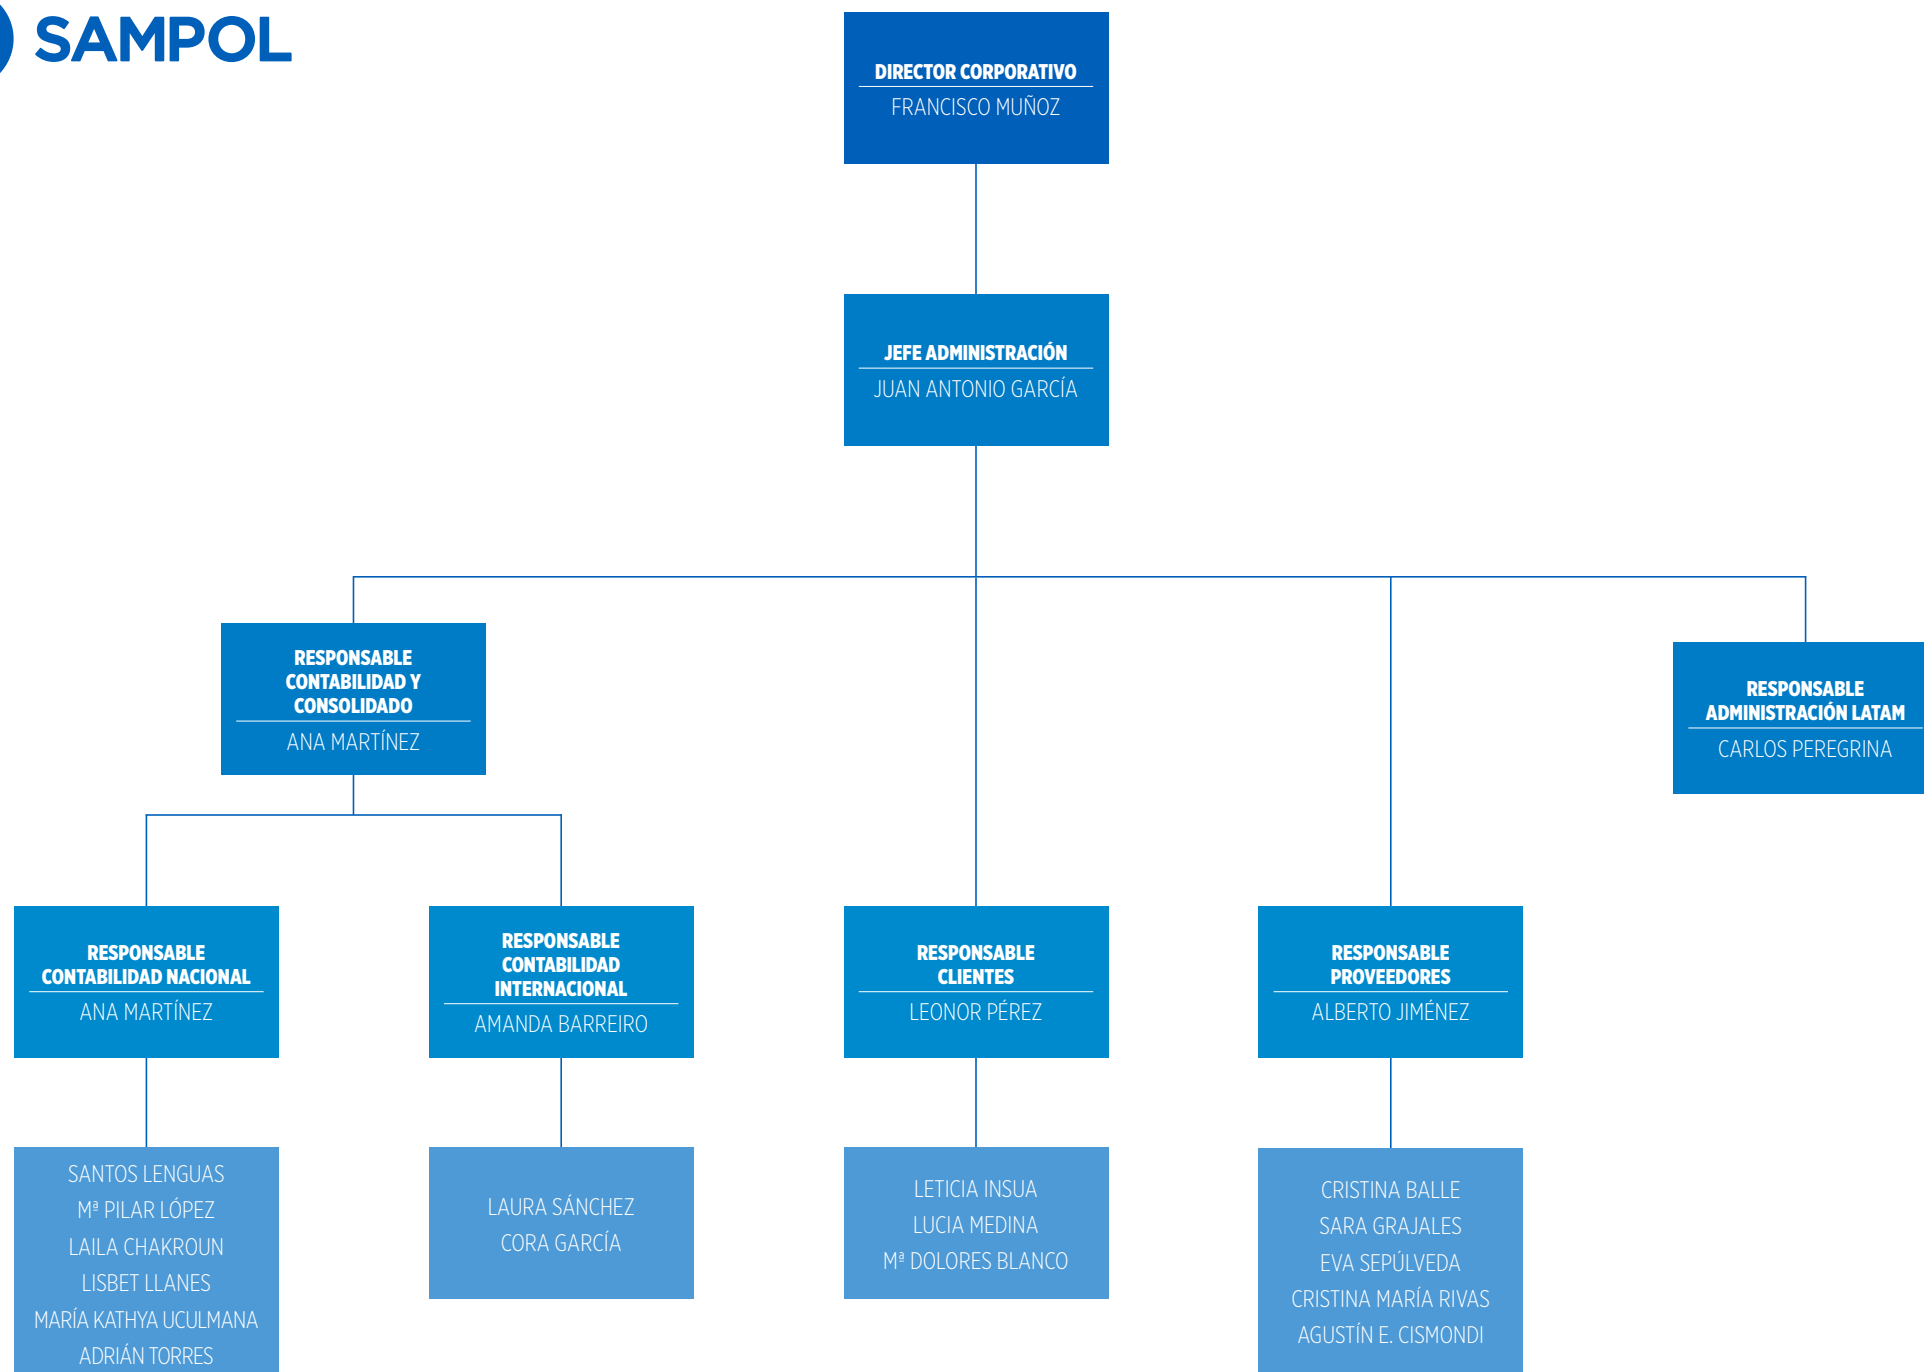 SAMPOL
DIRECTOR CORPORATIVO
FRANCISCO MUÑOZ
JEFE ADMINISTRACIÓN
JUAN ANTONIO GARCÍA
RESPONSABLE
CONTABILIDAD Y
CONSOLIDADO
ANA MARTÍNEZ
RESPONSABLE
ADMINISTRACIÓN LATAM
CARLOS PEREGRINA
RESPONSABLE
CONTABILIDAD NACIONAL
ANA MARTÍNEZ
RESPONSABLE
CONTABILIDAD
INTERNACIONAL
AMANDA BARREIRO
RESPONSABLE
CLIENTES
LEONOR PÉREZ
RESPONSABLE
PROVEEDORES
ALBERTO JIMÉNEZ
SANTOS LENGUAS
Mª PILAR LÓPEZ
LAILA CHAKROUN
LISBET LLANES
MARÍA KATHYA UCULMANA
ADRIÁN TORRES
LAURA SÁNCHEZ
CORA GARCÍA
LETICIA INSUA
LUCIA MEDINA
Mª DOLORES BLANCO
CRISTINA BALLE
SARA GRAJALES
EVA SEPÚLVEDA
CRISTINA MARÍA RIVAS
AGUSTÍN E. CISMONDI